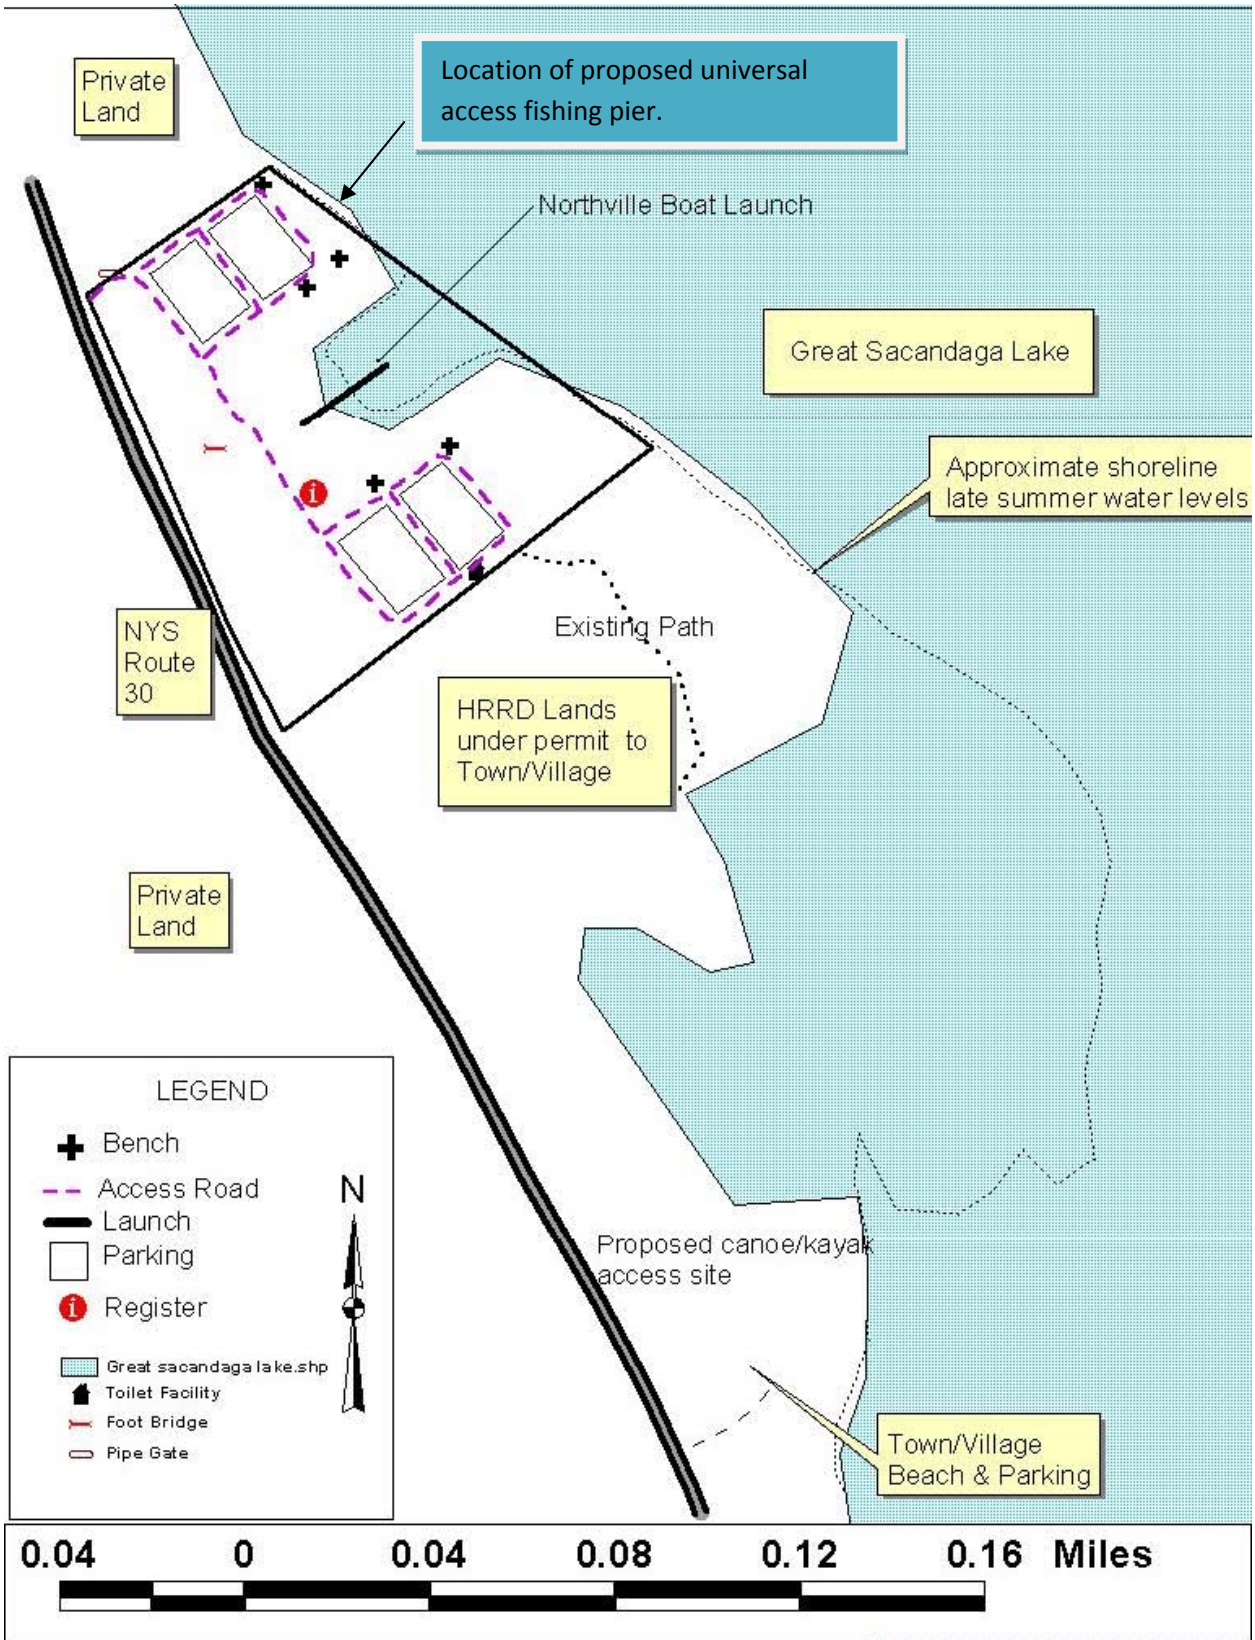 Private
Land
Location of proposed universal
access fishing pier.
Northville Boat Launch
Great Sacandaga Lake
Approximate shoreline
late summer water levels
i
NYS
Route
30
Existing Path
HRRD Lands
under permit to
Town/Village
Private
Land
LEGEND
Bench
Access Road
Launch
Parking
i
Register
Great sacandaga lake.shp
Toilet Facility
Foot Bridge
Pipe Gate
N
Proposed canoe/kayak
access site
Town/Village
Beach & Parking
0.04 0 0.04 0.08 0.12 0.16 Miles